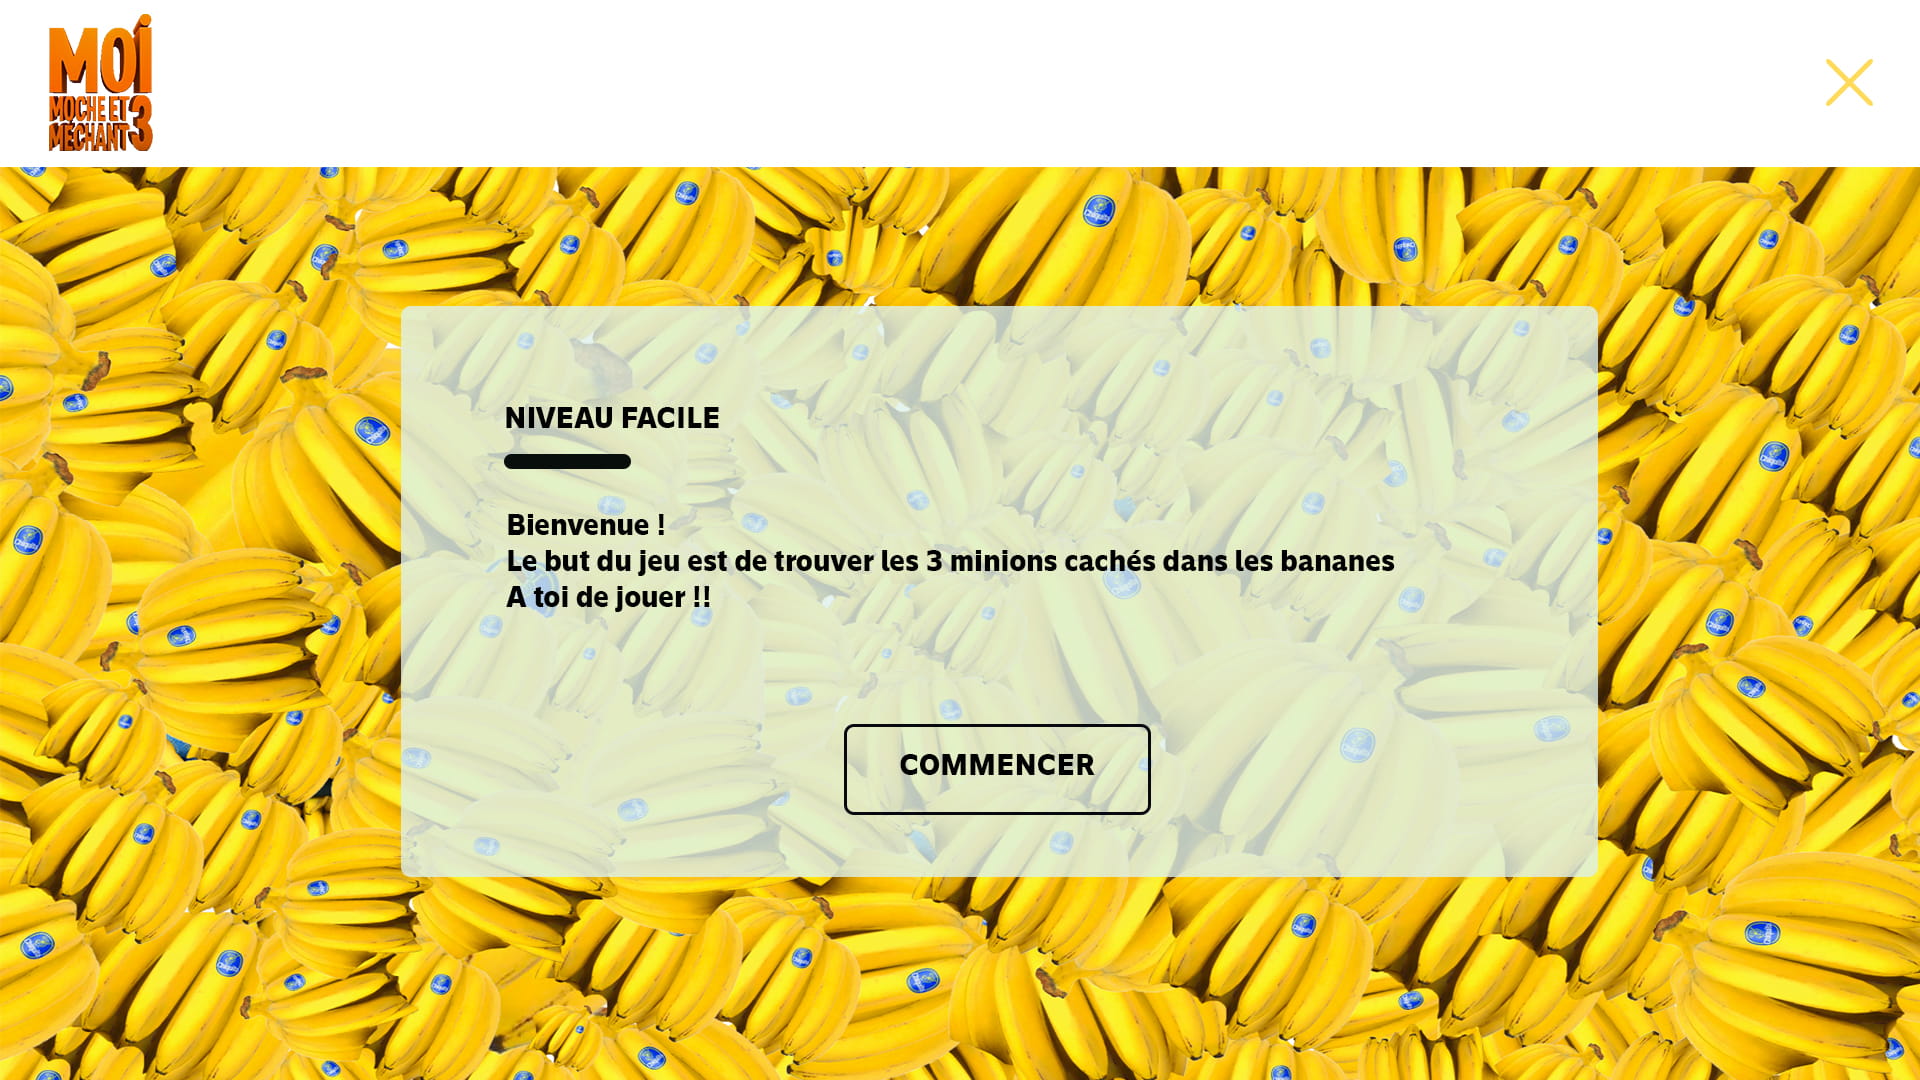 MOI
MOCHE ET
MÉCHANT 3
NIVEAU FACILE
Bienvenue !
Le but du jeu est de trouver les 3 minions cachés dans les bananes
A toi de jouer !!
COMMENCER
Chiquita